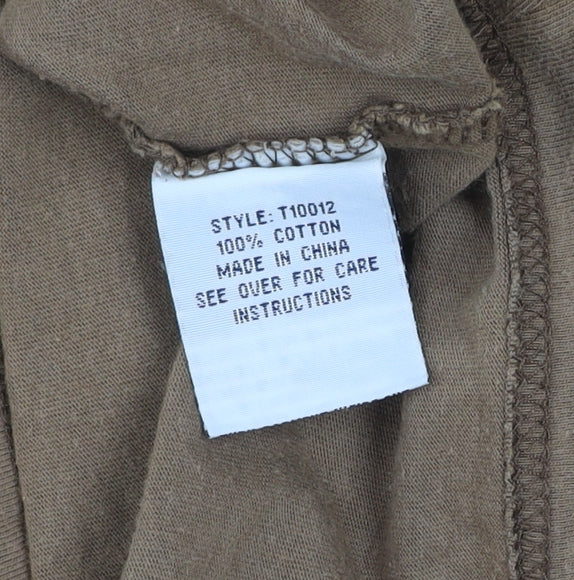 STYLE: T10012
100% COTTON
MADE IN CHINA
SEE OVER FOR CARE
INSTRUCTIONS